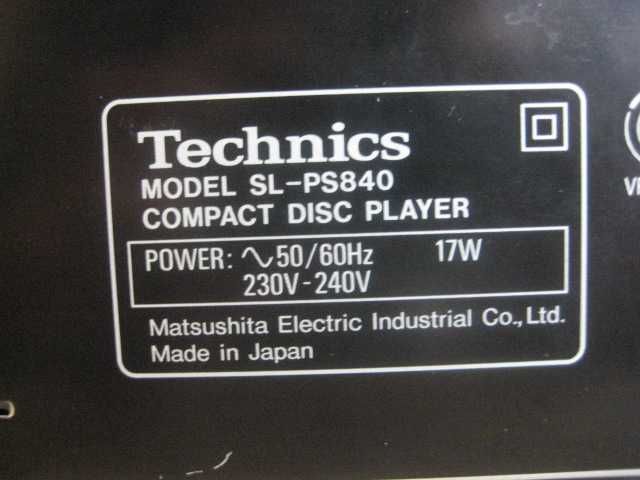 Technics
MODEL SL-PS840
COMPACT DISC PLAYER
POWER: ∿50/60Hz 17W
230V-240V
Matsushita Electric Industrial Co., Ltd.
Made in Japan